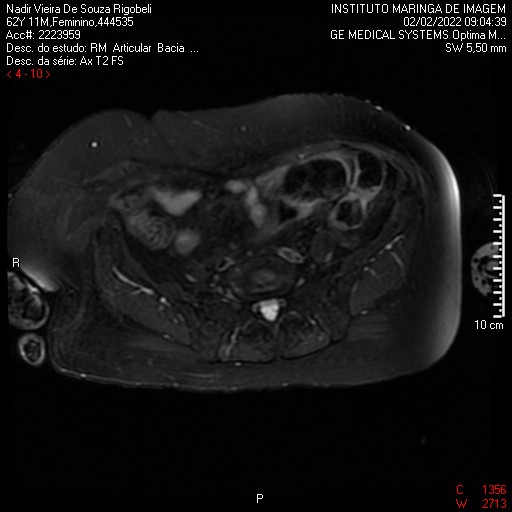 Nadir Vieira De Souza Rigobeli
62Y 11M,Feminino,444535
Acc#: 2223959
Desc. do estudo: RM Articular Bacia ...
Desc. da série: Ax T2 FS
< 4 - 10 >
INSTITUTO MARINGA DE IMAGEM
02/02/2022 09:04:39
GE MEDICAL SYSTEMS Optima M...
SW 5,50 mm
R
10 cm
P
C 1356
W 2713